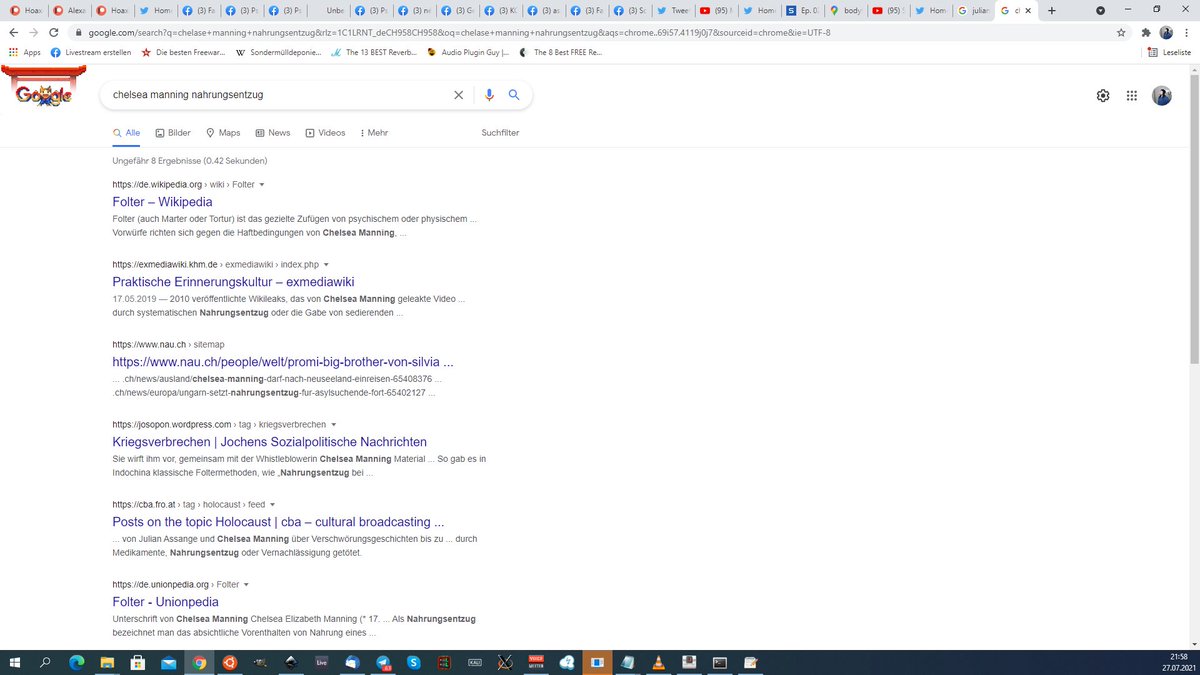 Hoax
Alexa
Hoax
Hom
(3) Fa
(3) Ps
(3) Ps
Unbe
(3) Ps
(3) ne
(3) Ge
(3) KO
(3) as
(3) Fa
(3) Sc
Twee
(95) M
Hom
Ep. 0
body
(95) S
Hom
julian
google.com/search?q=chelase+manning+nahrungsentzug&rlz=1C1LRNT_deCH958CH958&oq=chelase+manning+nahrungsentzug&aqs=chrome..69i57.4119j0j7&sourceid=chrome&ie=UTF-8
Apps
Livestream erstellen
Die besten Freewar...
Sondermülldeponie...
The 13 BEST Reverb...
Audio Plugin Guy |...
The 8 Best FREE Re...
Leseliste
Google
chelsea manning nahrungsentzug
Alle
Bilder
Maps
News
Videos
Mehr
Suchfilter
Ungefähr 8 Ergebnisse (0.42 Sekunden)
https://de.wikipedia.org › wiki › Folter
Folter – Wikipedia
Folter (auch Marter oder Tortur) ist das gezielte Zufügen von psychischem oder physischem ...
Vorwürfe richten sich gegen die Haftbedingungen von Chelsea Manning, ...
https://exmediawiki.khm.de › exmediawiki › index.php
Praktische Erinnerungskultur – exmediawiki
17.05.2019 — 2010 veröffentlichte Wikileaks, das von Chelsea Manning geleakte Video ...
durch systematischen Nahrungsentzug oder die Gabe von sedierenden ...
https://www.nau.ch › sitemap
https://www.nau.ch/people/welt/promi-big-brother-von-silvia ...
... .ch/news/ausland/chelsea-manning-darf-nach-neuseeland-einreisen-65408376 ...
.ch/news/europa/ungarn-setzt-nahrungsentzug-fur-asylsuchende-fort-65402127 ...
https://josopon.wordpress.com › tag › kriegsverbrechen
Kriegsverbrechen | Jochens Sozialpolitische Nachrichten
Sie wirft ihm vor, gemeinsam mit der Whistleblowerin Chelsea Manning Material ... So gab es in
Indochina klassische Foltermethoden, wie „Nahrungsentzug bei ...
https://cba.fro.at › tag › holocaust › feed
Posts on the topic Holocaust | cba – cultural broadcasting ...
... von Julian Assange und Chelsea Manning über Verschwörungsgeschichten bis zu ... durch
Medikamente, Nahrungsentzug oder Vernachlässigung getötet.
https://de.unionpedia.org › Folter
Folter - Unionpedia
Unterschrift von Chelsea Manning Chelsea Elizabeth Manning (* 17. ... Als Nahrungsentzug
bezeichnet man das absichtliche Vorenthalten von Nahrung eines ...
Live
KALI
21:58
27.07.2021